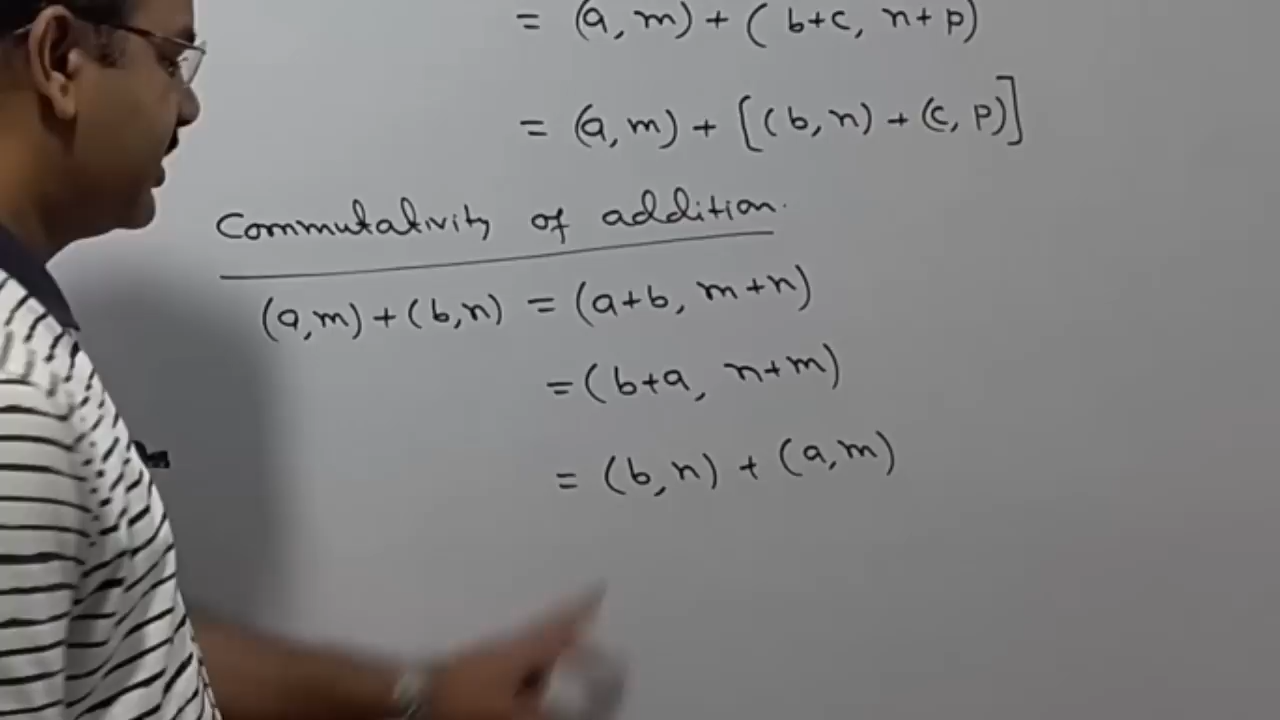 = (a, m) + ( b+c, n+p)
= (a, m) + [(b, n) + (c, p)]
Commutativity of addition.
(a,m) + (b,n) = (a+b, m+n)
= (b+a, n+m)
= (b,n) + (a,m)